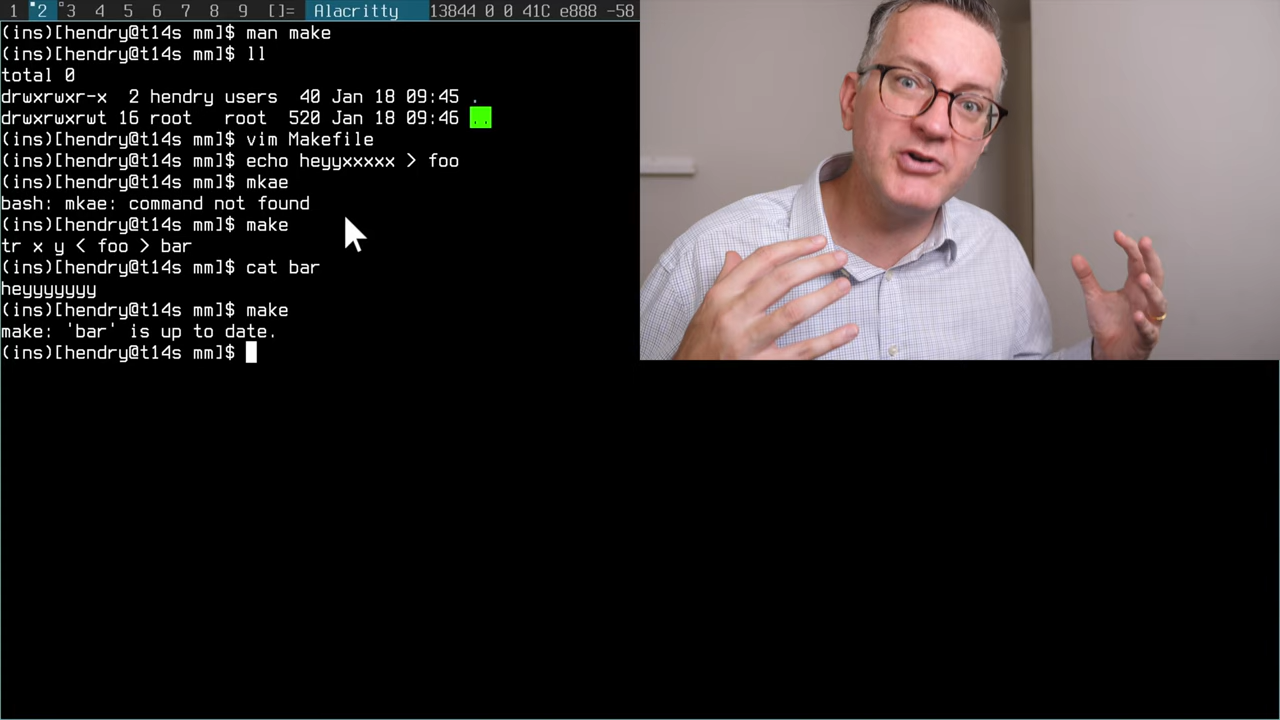 1 2 3 4 5 6 7 8 9 []= Alacritty 13844 0 0 41C e888 -58
(ins)[hendry@t14s mm]$ man make
(ins)[hendry@t14s mm]$ ll
total 0
drwxrwxr-x 2 hendry users 40 Jan 18 09:45 .
drwxrwxrwt 16 root root 520 Jan 18 09:46 ..
(ins)[hendry@t14s mm]$ vim Makefile
(ins)[hendry@t14s mm]$ echo heyyxxxxx > foo
(ins)[hendry@t14s mm]$ mkae
bash: mkae: command not found
(ins)[hendry@t14s mm]$ make
tr x y < foo > bar
(ins)[hendry@t14s mm]$ cat bar
heyyyyyyy
(ins)[hendry@t14s mm]$ make
make: 'bar' is up to date.
(ins)[hendry@t14s mm]$